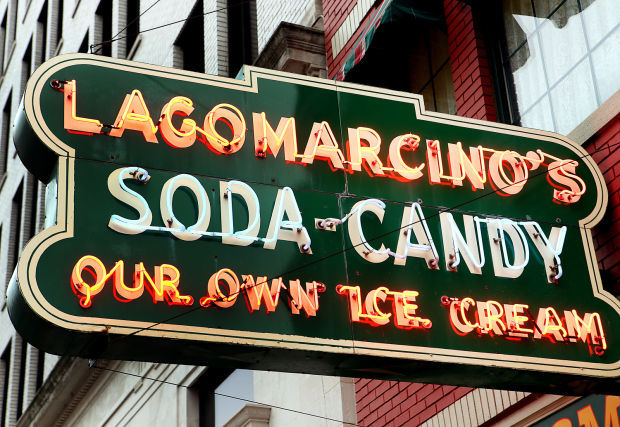 LAGOMARCINO'S
SODA - CANDY
OUR OWN ICE CREAM